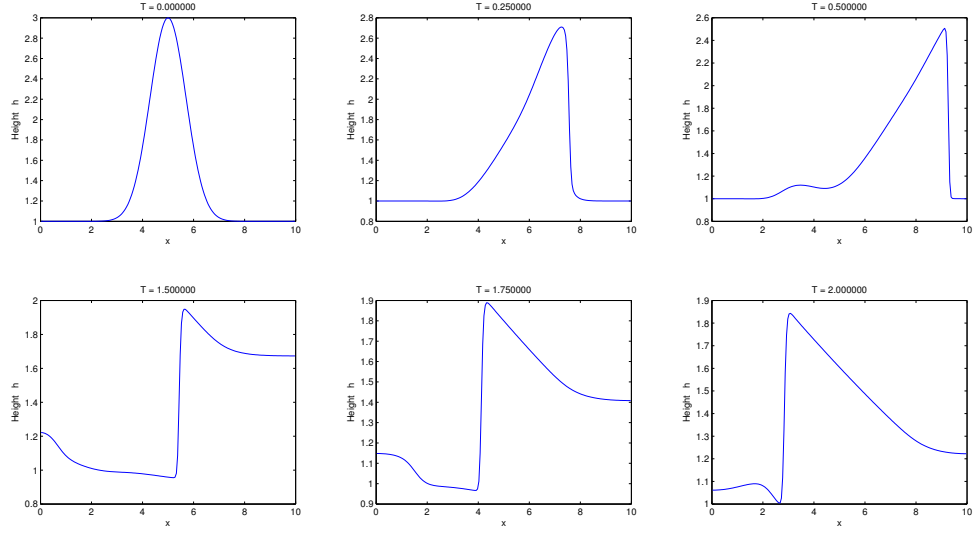 T = 0.000000
3
2.8
2.6
2.4
2.2
2
1.8
1.6
1.4
1.2
1
Height h
0 2 4 6 8 10
x
T = 0.250000
2.8
2.6
2.4
2.2
2
1.8
1.6
1.4
1.2
1
0.8
Height h
0 2 4 6 8 10
x
T = 0.500000
2.6
2.4
2.2
2
1.8
1.6
1.4
1.2
1
0.8
Height h
0 2 4 6 8 10
x
T = 1.500000
2
1.8
1.6
1.4
1.2
1
0.8
Height h
0 2 4 6 8 10
x
T = 1.750000
1.9
1.8
1.7
1.6
1.5
1.4
1.3
1.2
1.1
1
0.9
Height h
0 2 4 6 8 10
x
T = 2.000000
1.9
1.8
1.7
1.6
1.5
1.4
1.3
1.2
1.1
1
Height h
0 2 4 6 8 10
x